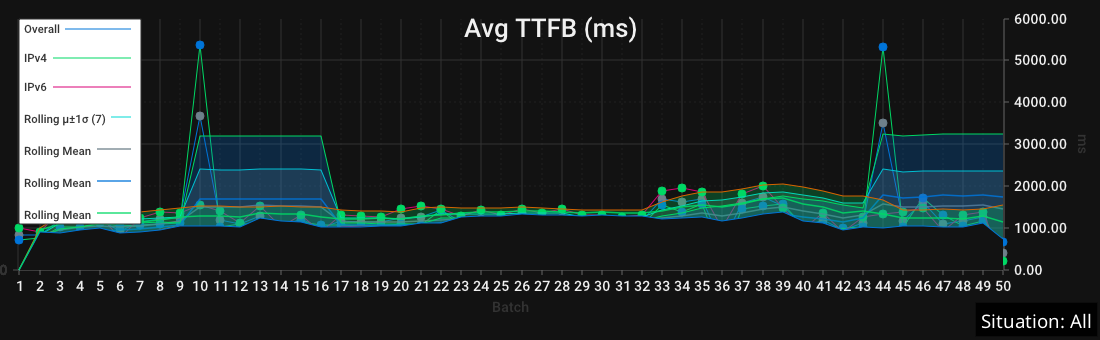 Avg TTFB (ms)
Overall
IPv4
IPv6
Rolling μ±1σ (7)
Rolling Mean
Rolling Mean
Rolling Mean
6000.00
5000.00
4000.00
3000.00
2000.00
1000.00
0.00
ms
0
1 2 3 4 5 6 7 8 9 10 11 12 13 14 15 16 17 18 19 20 21 22 23 24 25 26 27 28 29 30 31 32 33 34 35 36 37 38 39 40 41 42 43 44 45 46 47 48 49 50
Batch
Situation: All